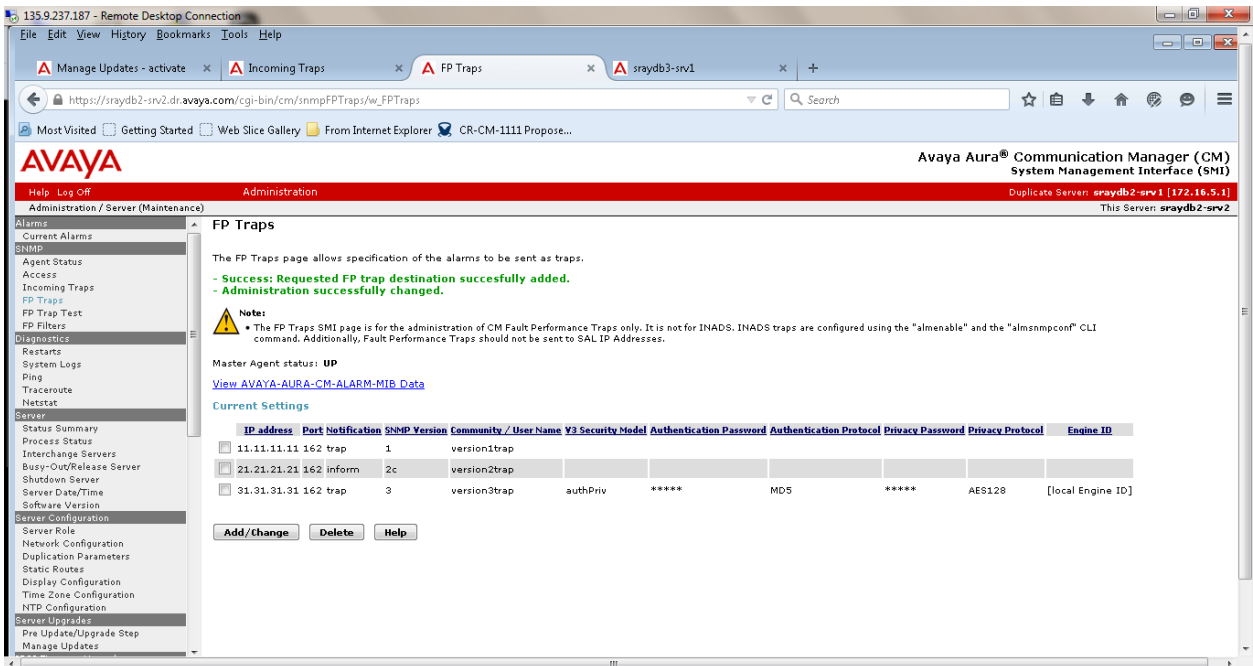 135.9.237.187 - Remote Desktop Connection
File Edit View History Bookmarks Tools Help
Manage Updates - activate × Incoming Traps × FP Traps × sraydb3-srv1 × +
https://sraydb2-srv2.dr.avaya.com/cgi-bin/cm/snmpFPTraps/w_FPTraps Search
Most Visited Getting Started Web Slice Gallery From Internet Explorer CR-CM-1111 Propose...
AVAYA
Avaya Aura® Communication Manager (CM)
System Management Interface (SMI)
Help Log Off Administration Duplicate Server: sraydb2-srv1 [172.16.5.1]
Administration / Server (Maintenance) This Server: sraydb2-srv2
Alarms
Current Alarms
SNMP
Agent Status
Access
Incoming Traps
FP Traps
FP Trap Test
FP Filters
Diagnostics
Restarts
System Logs
Ping
Traceroute
Netstat
Server
Status Summary
Process Status
Interchange Servers
Busy-Out/Release Server
Shutdown Server
Server Date/Time
Software Version
Server Configuration
Server Role
Network Configuration
Duplication Parameters
Static Routes
Display Configuration
Time Zone Configuration
NTP Configuration
Server Upgrades
Pre Update/Upgrade Step
Manage Updates
FP Traps
The FP Traps page allows specification of the alarms to be sent as traps.
- Success: Requested FP trap destination succesfully added.
- Administration successfully changed.
Note:
• The FP Traps SMI page is for the administration of CM Fault Performance Traps only. It is not for INADS. INADS traps are configured using the "almenable" and the "almsnmpconf" CLI
command. Additionally, Fault Performance Traps should not be sent to SAL IP Addresses.
Master Agent status: UP
View AVAYA-AURA-CM-ALARM-MIB Data
Current Settings
IP address Port Notification SNMP Version Community / User Name V3 Security Model Authentication Password Authentication Protocol Privacy Password Privacy Protocol Engine ID
11.11.11.11 162 trap 1 version1trap
21.21.21.21 162 inform 2c version2trap
31.31.31.31 162 trap 3 version3trap authPriv ***** MD5 ***** AES128 [local Engine ID]
Add/Change Delete Help